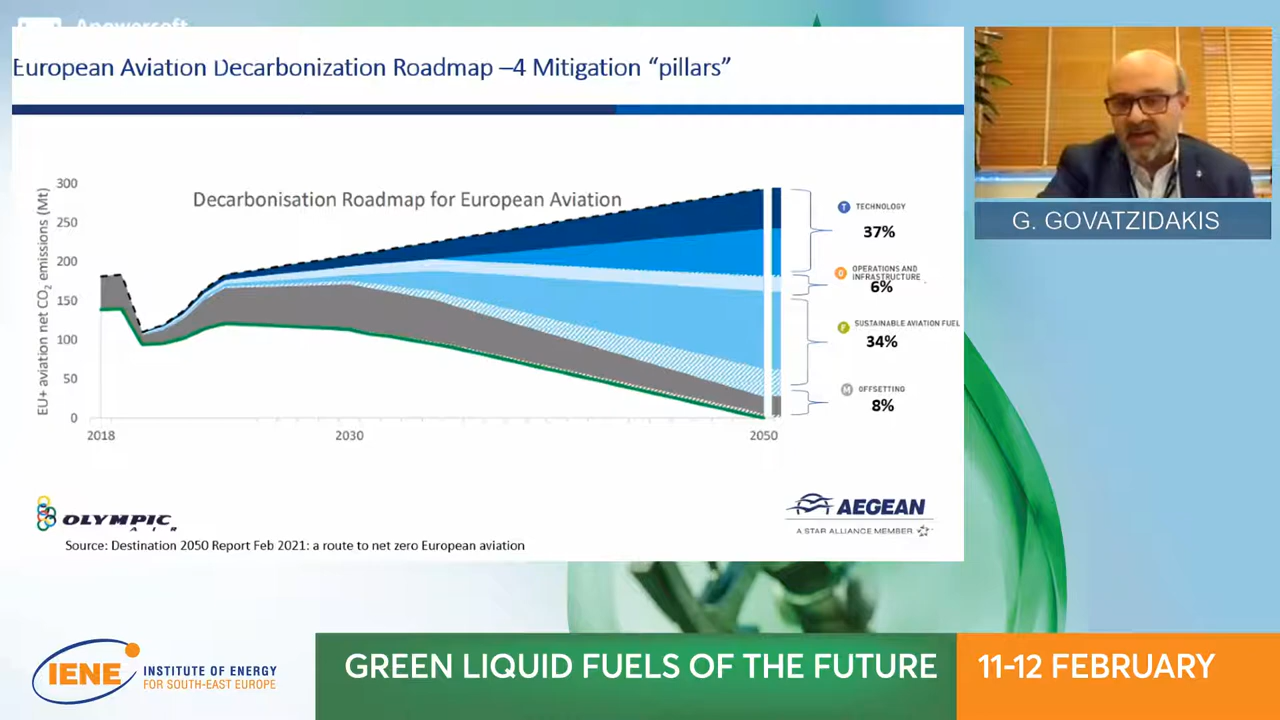 Apowersoft
European Aviation Decarbonization Roadmap –4 Mitigation “pillars”
G. GOVATZIDAKIS
Decarbonisation Roadmap for European Aviation
EU+ aviation net CO₂ emissions (Mt)
300
250
200
150
100
50
0
2018
2030
2050
T TECHNOLOGY
37%
O OPERATIONS AND
INFRASTRUCTURE
6%
F SUSTAINABLE AVIATION FUEL
34%
M OFFSETTING
8%
OLYMPIC
AIR
AEGEAN
A STAR ALLIANCE MEMBER
Source: Destination 2050 Report Feb 2021: a route to net zero European aviation
IENE
INSTITUTE OF ENERGY
FOR SOUTH-EAST EUROPE
GREEN LIQUID FUELS OF THE FUTURE
11-12 FEBRUARY